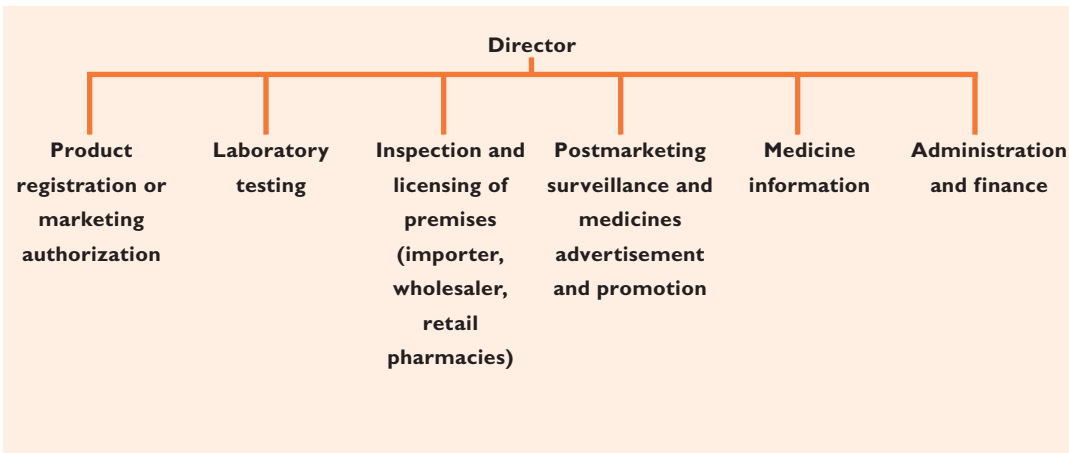 Director
Product
registration or
marketing
authorization
Laboratory
testing
Inspection and
licensing of
premises
(importer,
wholesaler,
retail
pharmacies)
Postmarketing
surveillance and
medicines
advertisement
and promotion
Medicine
information
Administration
and finance